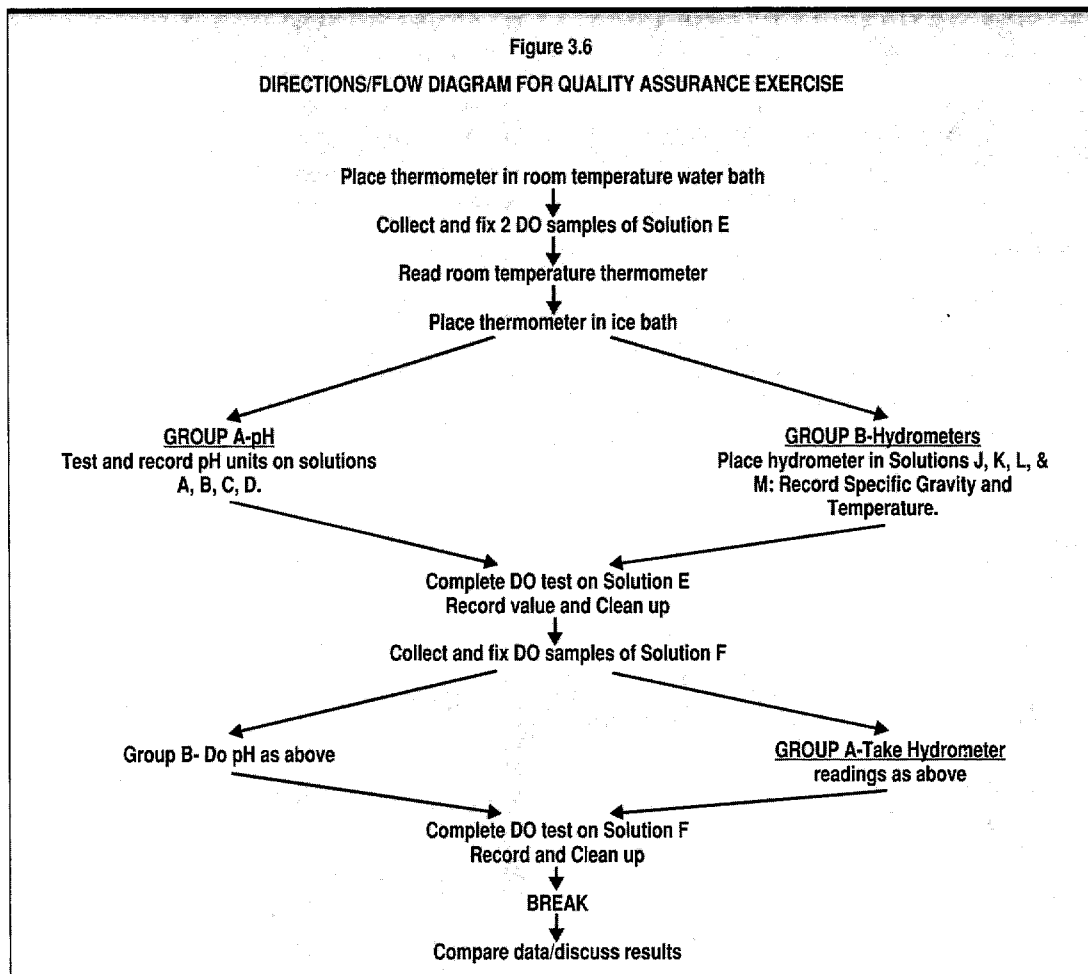 Figure 3.6
DIRECTIONS/FLOW DIAGRAM FOR QUALITY ASSURANCE EXERCISE
Place thermometer in room temperature water bath
Collect and fix 2 DO samples of Solution E
Read room temperature thermometer
Place thermometer in ice bath
GROUP A-pH
Test and record pH units on solutions
A, B, C, D.
GROUP B-Hydrometers
Place hydrometer in Solutions J, K, L, &
M: Record Specific Gravity and
Temperature.
Complete DO test on Solution E
Record value and Clean up
Collect and fix DO samples of Solution F
Group B- Do pH as above
GROUP A-Take Hydrometer
readings as above
Complete DO test on Solution F
Record and Clean up
BREAK
Compare data/discuss results